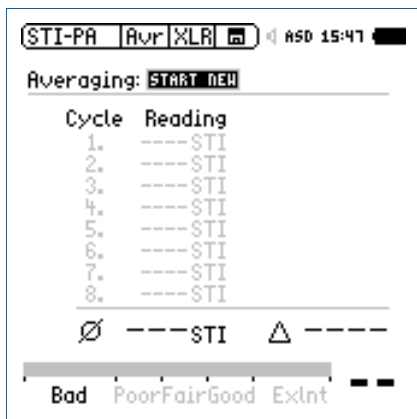 STI-PA Avr XLR ASD 15:47
Averaging: START NEW
Cycle Reading
1. ----STI
2. ----STI
3. ----STI
4. ----STI
5. ----STI
6. ----STI
7. ----STI
8. ----STI
Ø ---STI △ ----
Bad Poor Fair Good Exlnt --